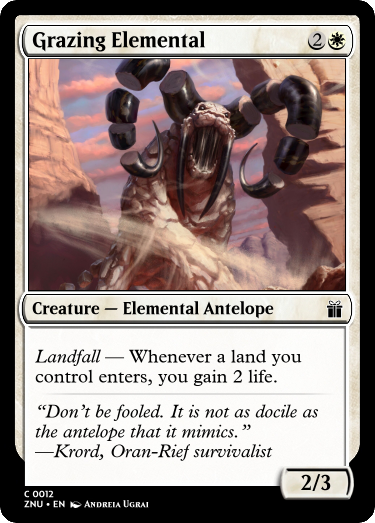 Grazing Elemental 2
Creature — Elemental Antelope
Landfall — Whenever a land you
control enters, you gain 2 life.
“Don’t be fooled. It is not as docile as
the antelope that it mimics.”
—Krord, Oran-Rief survivalist
2/3
C 0012
ZNU • EN Andreia Ugrai